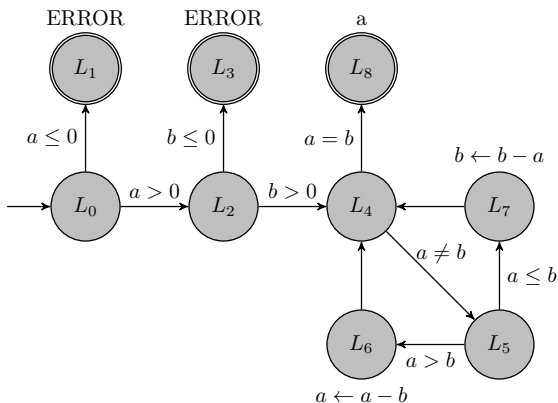 ERROR
ERROR
a
L₁
L₃
L₈
a ≤ 0
b ≤ 0
a = b
b ← b − a
L₀
a > 0
L₂
b > 0
L₄
L₇
a ≠ b
a ≤ b
L₆
a > b
L₅
a ← a − b